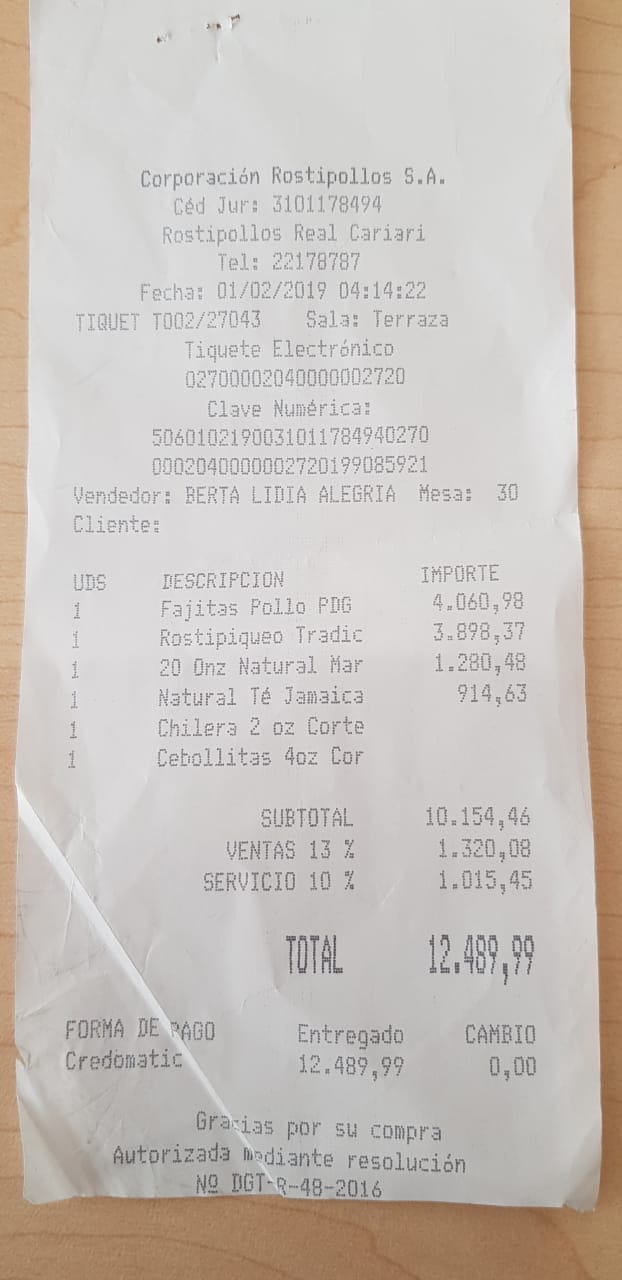 Corporación Rostipollos S.A.
Céd Jur: 3101178494
Rostipollos Real Cariari
Tel: 22178787
Fecha: 01/02/2019 04:14:22
TIQUET T002/27043 Sala: Terraza
Tiquete Electrónico
02700002040000002720
Clave Numérica:
5060102190031011784940270
0002040000002720199085921
Vendedor: BERTA LIDIA ALEGRIA Mesa: 30
Cliente:
UDS DESCRIPCION IMPORTE
1 Fajitas Pollo PDG 4.060,98
1 Rostipiqueo Tradic 3.898,37
1 20 Onz Natural Mar 1.280,48
1 Natural Té Jamaica 914,63
1 Chilera 2 oz Corte
1 Cebollitas 4oz Cor
SUBTOTAL 10.154,46
VENTAS 13 % 1.320,08
SERVICIO 10 % 1.015,45
TOTAL 12.489,99
FORMA DE PAGO Entregado CAMBIO
Credomatic 12.489,99 0,00
Gracias por su compra
Autorizada mediante resolución
Nº DGT-R-48-2016